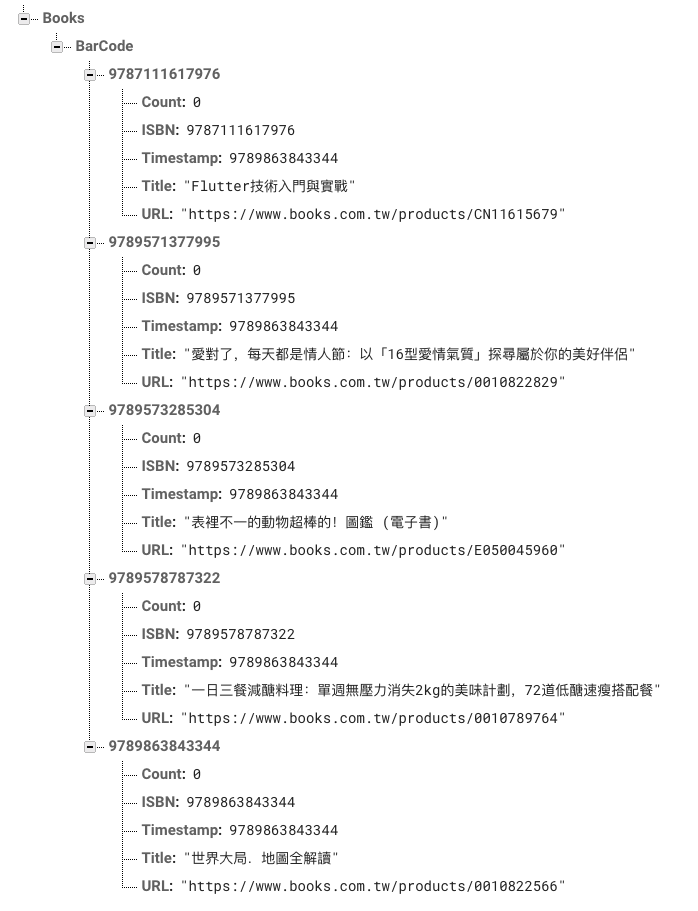 Books
BarCode
9787111617976
Count: 0
ISBN: 9787111617976
Timestamp: 9789863843344
Title: "Flutter技術入門與實戰"
URL: "https://www.books.com.tw/products/CN11615679"
9789571377995
Count: 0
ISBN: 9789571377995
Timestamp: 9789863843344
Title: "愛對了，每天都是情人節：以「16型愛情氣質」探尋屬於你的美好伴侶"
URL: "https://www.books.com.tw/products/0010822829"
9789573285304
Count: 0
ISBN: 9789573285304
Timestamp: 9789863843344
Title: "表裡不一的動物超棒的！圖鑑 (電子書)"
URL: "https://www.books.com.tw/products/E050045960"
9789578787322
Count: 0
ISBN: 9789578787322
Timestamp: 9789863843344
Title: "一日三餐減醣料理：單週無壓力消失2kg的美味計劃，72道低醣速瘦搭配餐"
URL: "https://www.books.com.tw/products/0010789764"
9789863843344
Count: 0
ISBN: 9789863843344
Timestamp: 9789863843344
Title: "世界大局．地圖全解讀"
URL: "https://www.books.com.tw/products/0010822566"